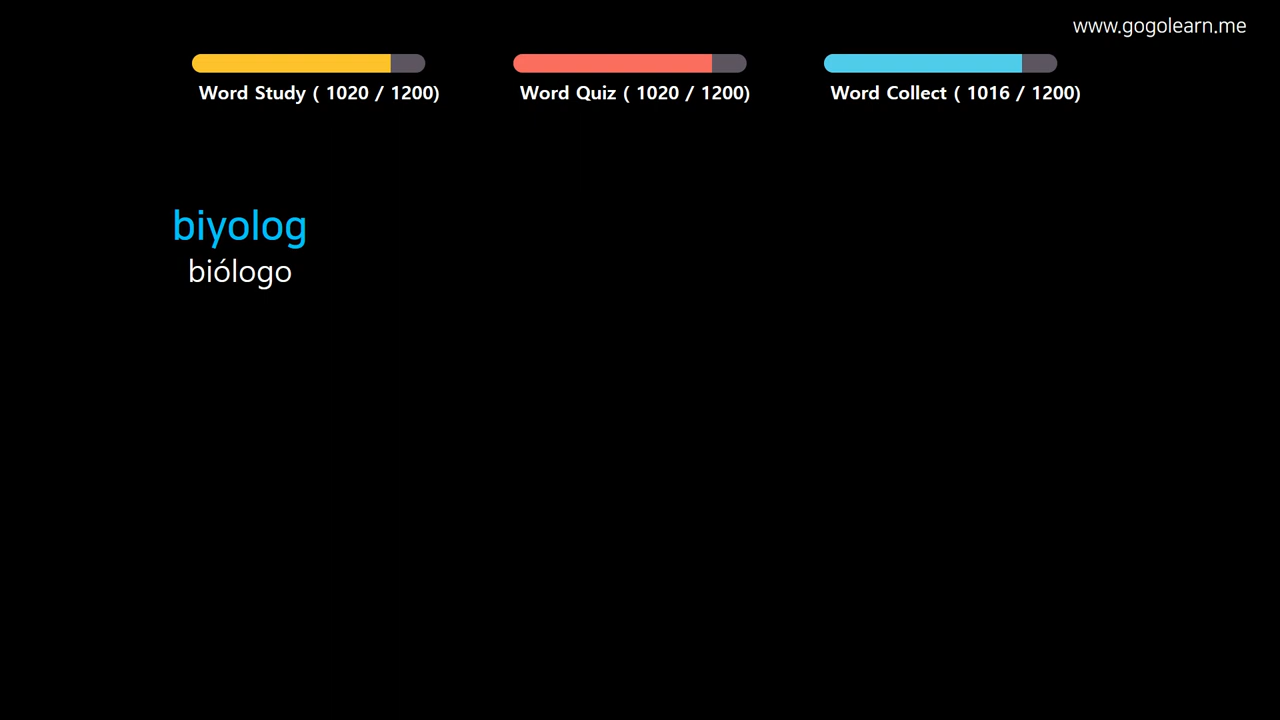 www.gogolearn.me
Word Study ( 1020 / 1200)
Word Quiz ( 1020 / 1200)
Word Collect ( 1016 / 1200)
biyolog
biólogo